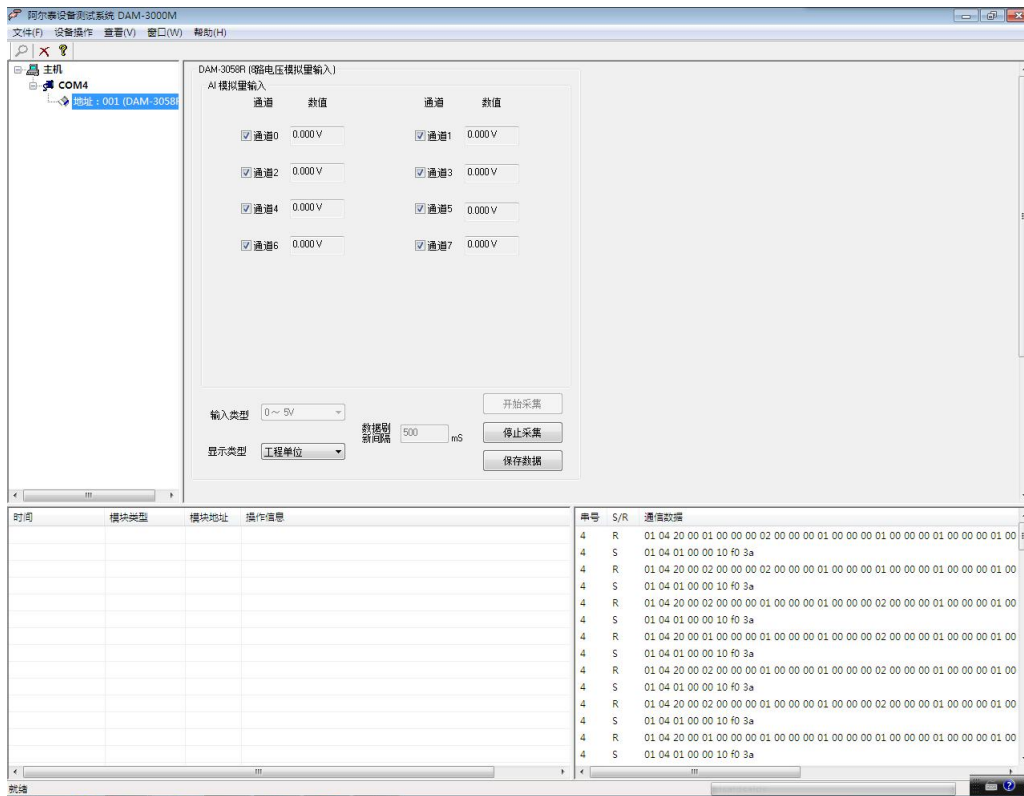 阿尔泰设备测试系统 DAM-3000M
文件(F) 设备操作 查看(V) 窗口(W) 帮助(H)
主机
COM4
地址：001 (DAM-3058R
DAM-3058R (8路电压模拟量输入)
AI 模拟量输入
通道 数值 通道 数值
通道0 0.000 V 通道1 0.000 V
通道2 0.000 V 通道3 0.000 V
通道4 0.000 V 通道5 0.000 V
通道6 0.000 V 通道7 0.000 V
输入类型 0～ 5V
数据刷新间隔 500 mS
显示类型 工程单位
开始采集
停止采集
保存数据
时间 模块类型 模块地址 操作信息
串号 S/R 通信数据
4 R 01 04 20 00 01 00 00 00 02 00 00 00 01 00 00 00 01 00 00 00 01 00 00 00 01 00
4 S 01 04 01 00 00 10 f0 3a
4 R 01 04 20 00 02 00 00 00 02 00 00 00 01 00 00 00 01 00 00 00 01 00 00 00 01 00
4 S 01 04 01 00 00 10 f0 3a
4 R 01 04 20 00 02 00 00 00 01 00 00 00 01 00 00 00 02 00 00 00 01 00 00 00 01 00
4 S 01 04 01 00 00 10 f0 3a
4 R 01 04 20 00 01 00 00 00 01 00 00 00 01 00 00 00 02 00 00 00 01 00 00 00 01 00
4 S 01 04 01 00 00 10 f0 3a
4 R 01 04 20 00 02 00 00 00 01 00 00 00 01 00 00 00 02 00 00 00 01 00 00 00 01 00
4 S 01 04 01 00 00 10 f0 3a
4 R 01 04 20 00 02 00 00 00 01 00 00 00 01 00 00 00 02 00 00 00 01 00 00 00 01 00
4 S 01 04 01 00 00 10 f0 3a
4 R 01 04 20 00 01 00 00 00 01 00 00 00 01 00 00 00 01 00 00 00 01 00 00 00 01 00
4 S 01 04 01 00 00 10 f0 3a
就绪